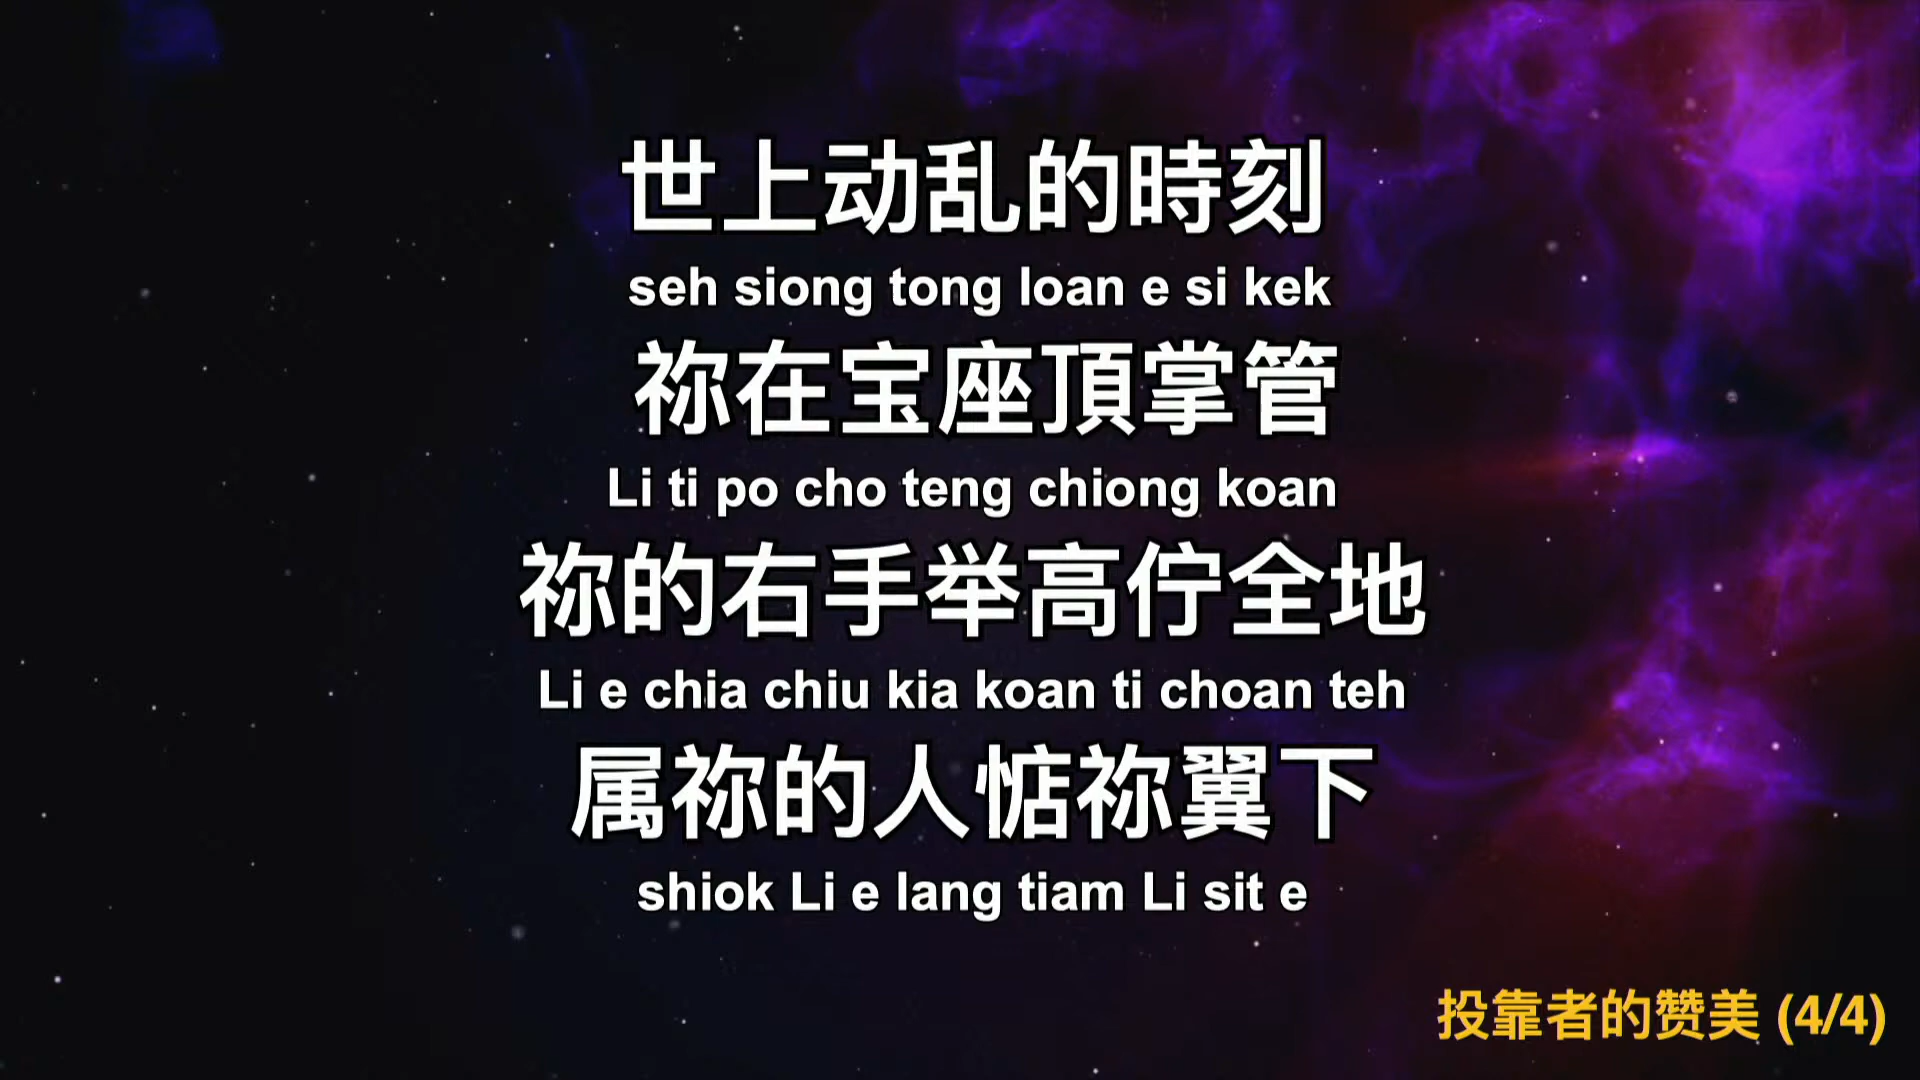 世上动乱的時刻
seh siong tong loan e si kek
祢在宝座頂掌管
Li ti po cho teng chiong koan
祢的右手举高佇全地
Li e chia chiu kia koan ti choan teh
属祢的人惦祢翼下
shiok Li e lang tiam Li sit e
投靠者的赞美 (4/4)